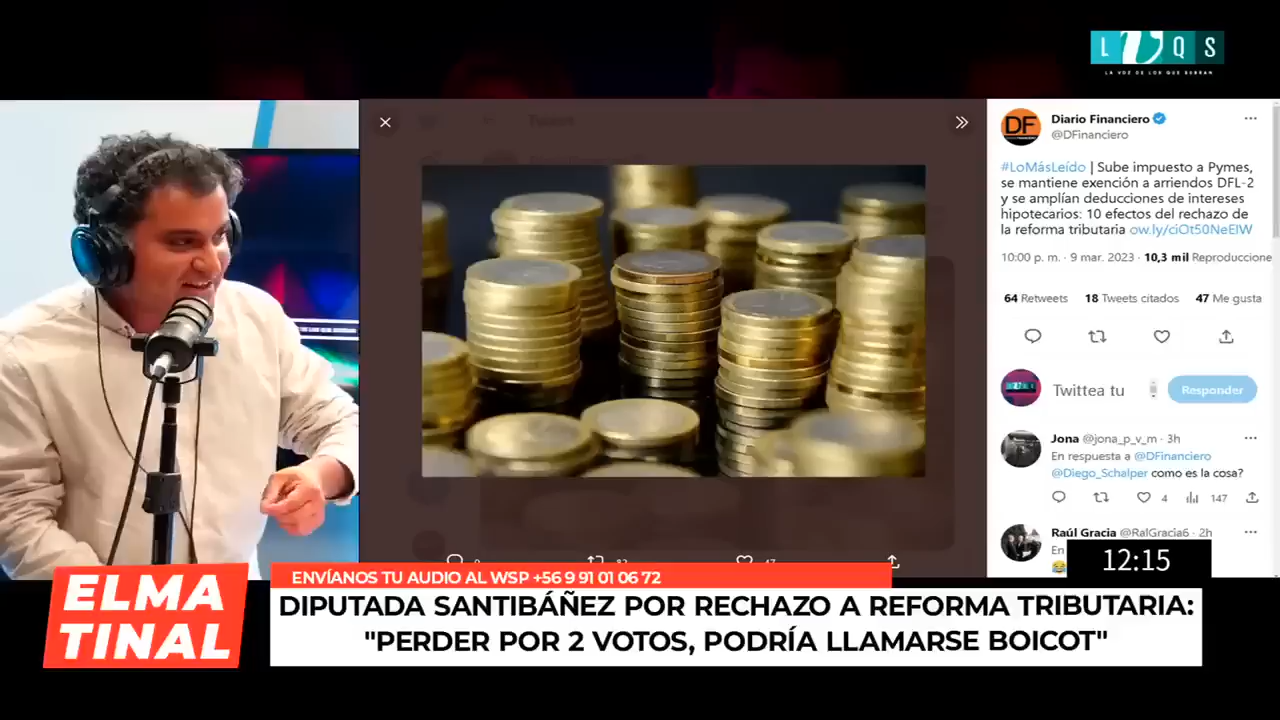 L V Q S
LA VOZ DE LOS QUE SOBRAN
DF
Diario Financiero
@DFinanciero
#LoMásLeído | Sube impuesto a Pymes,
se mantiene exención a arriendos DFL-2
y se amplían deducciones de intereses
hipotecarios: 10 efectos del rechazo de
la reforma tributaria ow.ly/ciOt50NeEIW
10:00 p. m. · 9 mar. 2023 · 10,3 mil Reproduccione
64 Retweets 18 Tweets citados 47 Me gusta
Twittea tu
Responder
Jona @jona_p_v_m · 3h
En respuesta a @DFinanciero
@Diego_Schalper como es la cosa?
4 147
Raúl Gracia @RalGracia6 · 2h
En
12:15
ELMA
TINAL
ENVÍANOS TU AUDIO AL WSP +56 9 91 01 06 72
DIPUTADA SANTIBÁÑEZ POR RECHAZO A REFORMA TRIBUTARIA:
"PERDER POR 2 VOTOS, PODRÍA LLAMARSE BOICOT"